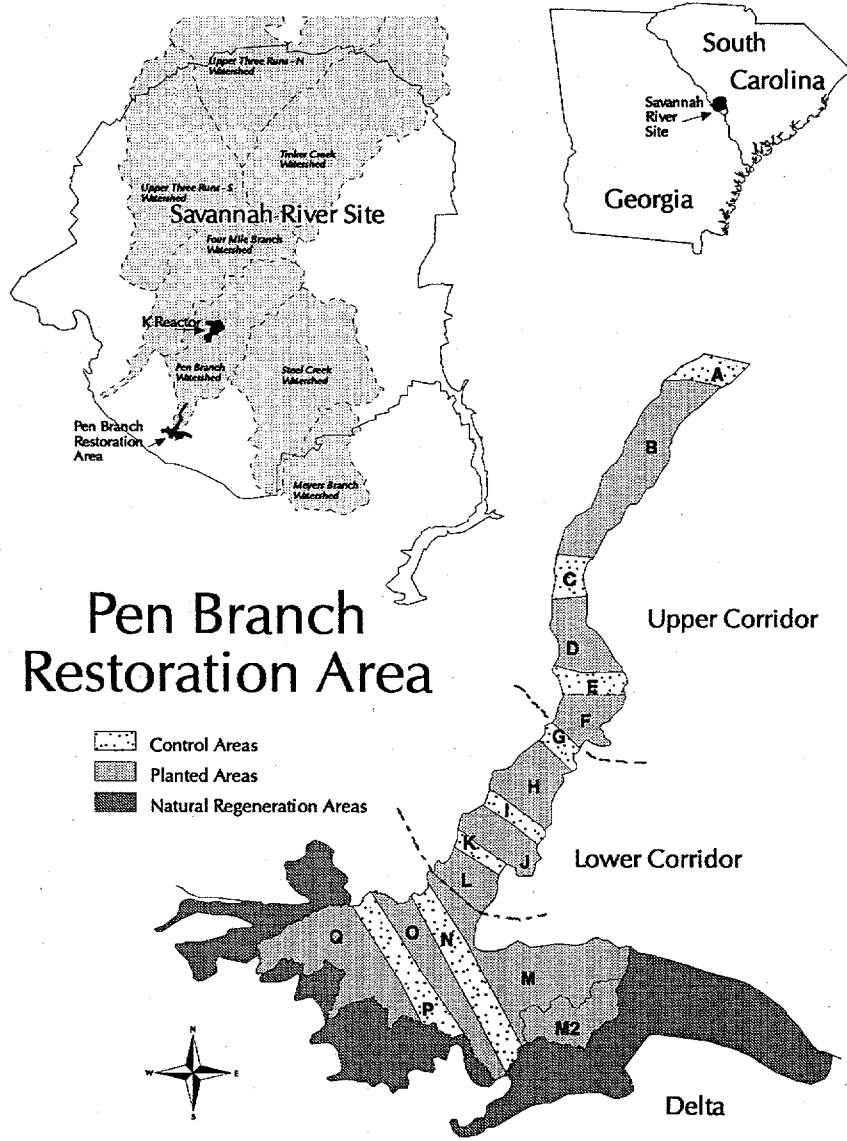 Upper Three Runs - N
Watershed
Tinker Creek
Watershed
Upper Three Runs - S
Watershed
Savannah River Site
Four Mile Branch
Watershed
K Reactor
Pen Branch
Watershed
Steel Creek
Watershed
Pen Branch
Restoration
Area
Meyers Branch
Watershed
South
Carolina
Savannah
River
Site
Georgia
Pen Branch
Restoration Area
Control Areas
Planted Areas
Natural Regeneration Areas
A
B
C
D
Upper Corridor
E
F
G
H
I
K
J
Lower Corridor
L
Q
O
N
M
P
M2
N
W
E
S
Delta